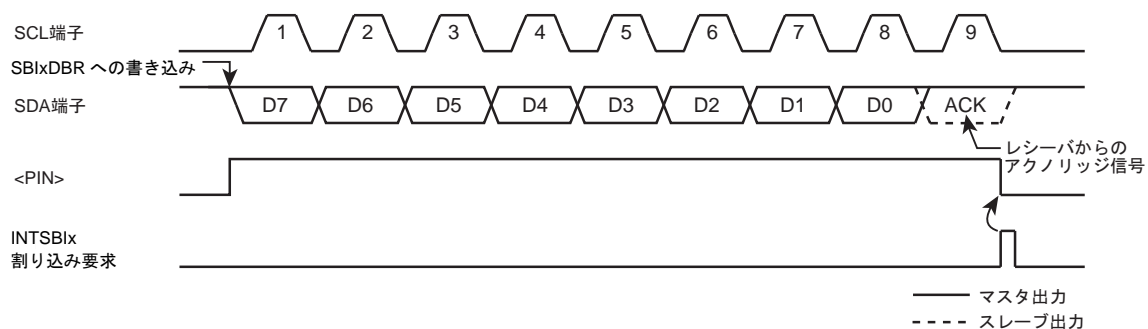 SCL端子
1 2 3 4 5 6 7 8 9
SBIxDBR への書き込み
SDA端子
D7 D6 D5 D4 D3 D2 D1 D0 ACK
レシーバからの
アクノリッジ信号
<PIN>
INTSBIx
割り込み要求
マスタ出力
スレーブ出力